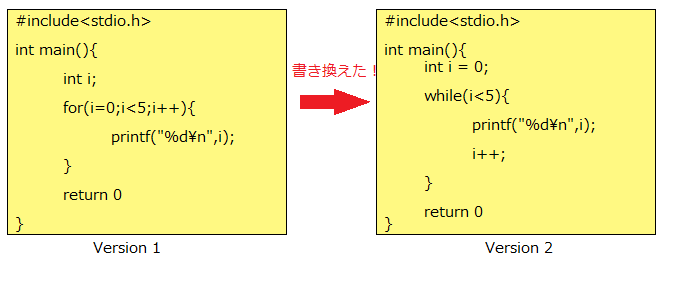 #include<stdio.h>
int main(){
int i;
for(i=0;i<5;i++){
printf("%d¥n",i);
}
return 0
}
Version 1
書き換えた！
#include<stdio.h>
int main(){
int i = 0;
while(i<5){
printf("%d¥n",i);
i++;
}
return 0
}
Version 2